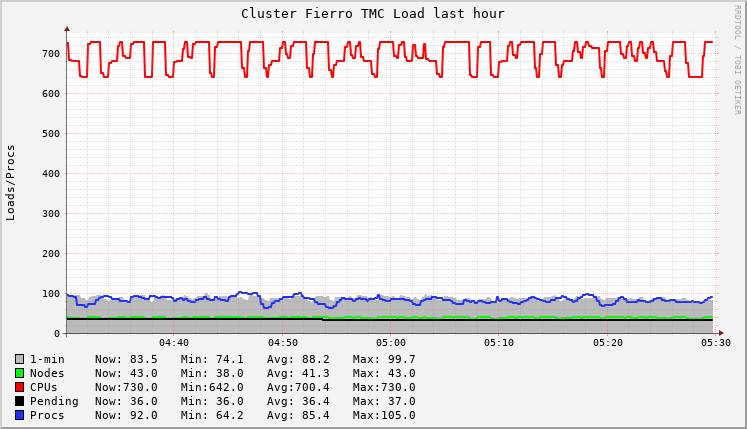 Cluster Fierro TMC Load last hour
RRDTOOL / TOBI OETIKER
Loads/Procs
700
600
500
400
300
200
100
0
04:40 04:50 05:00 05:10 05:20 05:30
1-min Now: 83.5 Min: 74.1 Avg: 88.2 Max: 99.7
Nodes Now: 43.0 Min: 38.0 Avg: 41.3 Max: 43.0
CPUs Now:730.0 Min:642.0 Avg:700.4 Max:730.0
Pending Now: 36.0 Min: 36.0 Avg: 36.4 Max: 37.0
Procs Now: 92.0 Min: 64.2 Avg: 85.4 Max:105.0